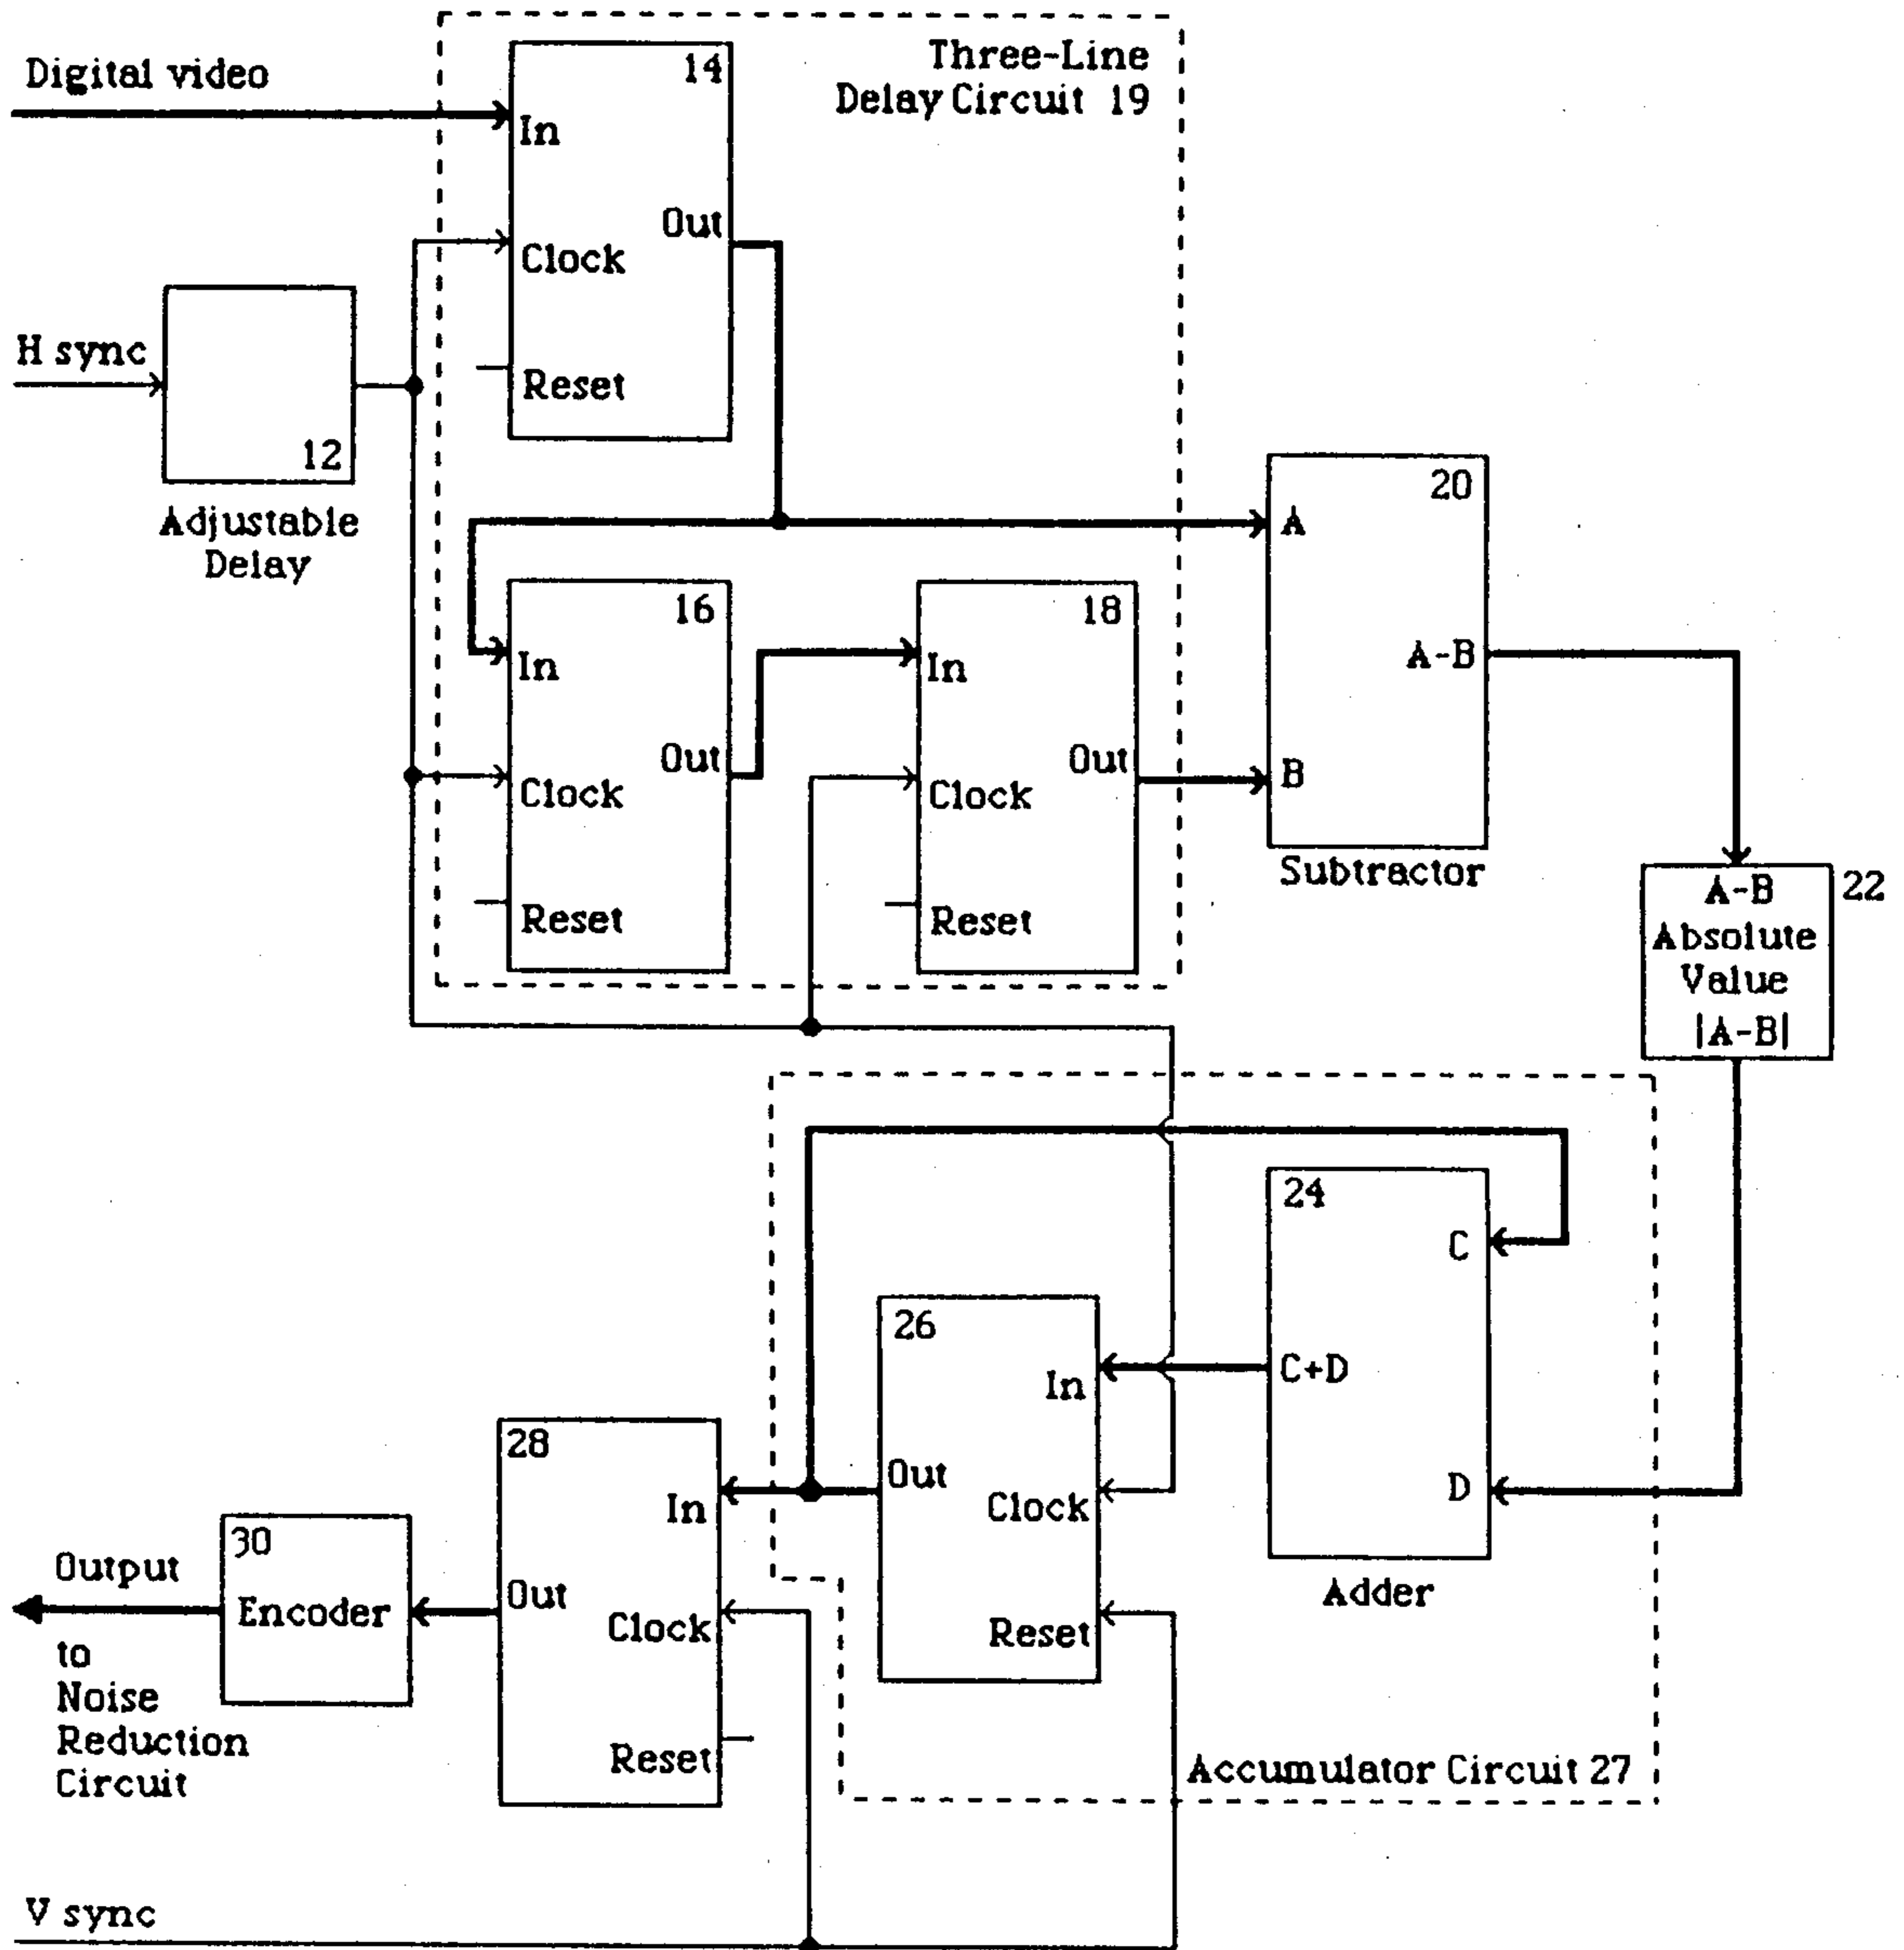 Digital video
14
In
Clock
Out
Reset
Three-Line
Delay Circuit 19
H sync
12
Adjustable
Delay
16
In
Clock
Out
Reset
18
In
Clock
Out
Reset
20
A
A-B
B
Subtractor
22
A-B
Absolute
Value
|A-B|
24
C
C+D
D
Adder
26
In
Out
Clock
Reset
Accumulator Circuit 27
28
In
Out
Clock
Reset
30
Encoder
Output
to
Noise
Reduction
Circuit
V sync